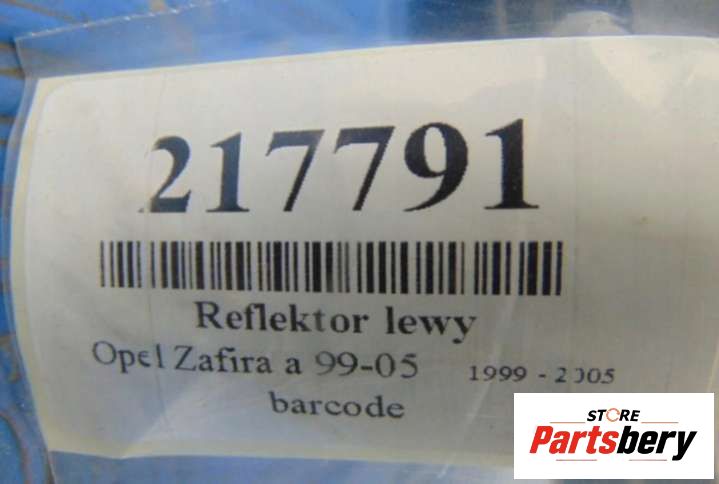 217791
Reflektor lewy
Opel Zafira a 99-05 1999 - 2005
barcode
STORE
Partsbery